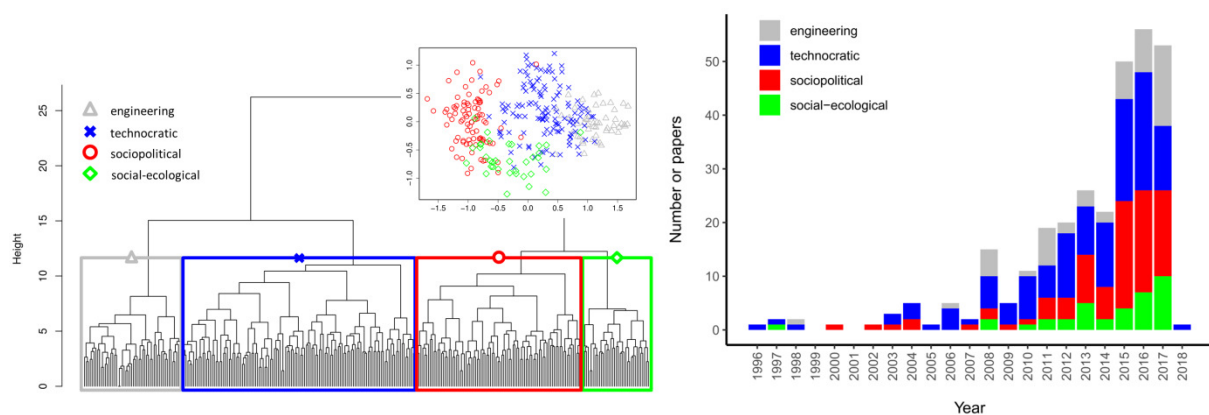 Height
25
20
15
10
5
0
engineering
technocratic
sociopolitical
social-ecological
1.0
0.5
0.0
−0.5
−1.0
−1.5 −1.0 −0.5 0.0 0.5 1.0 1.5
Number or papers
50
40
30
20
10
0
engineering
technocratic
sociopolitical
social−ecological
1996 1997 1998 1999 2000 2001 2002 2003 2004 2005 2006 2007 2008 2009 2010 2011 2012 2013 2014 2015 2016 2017 2018
Year